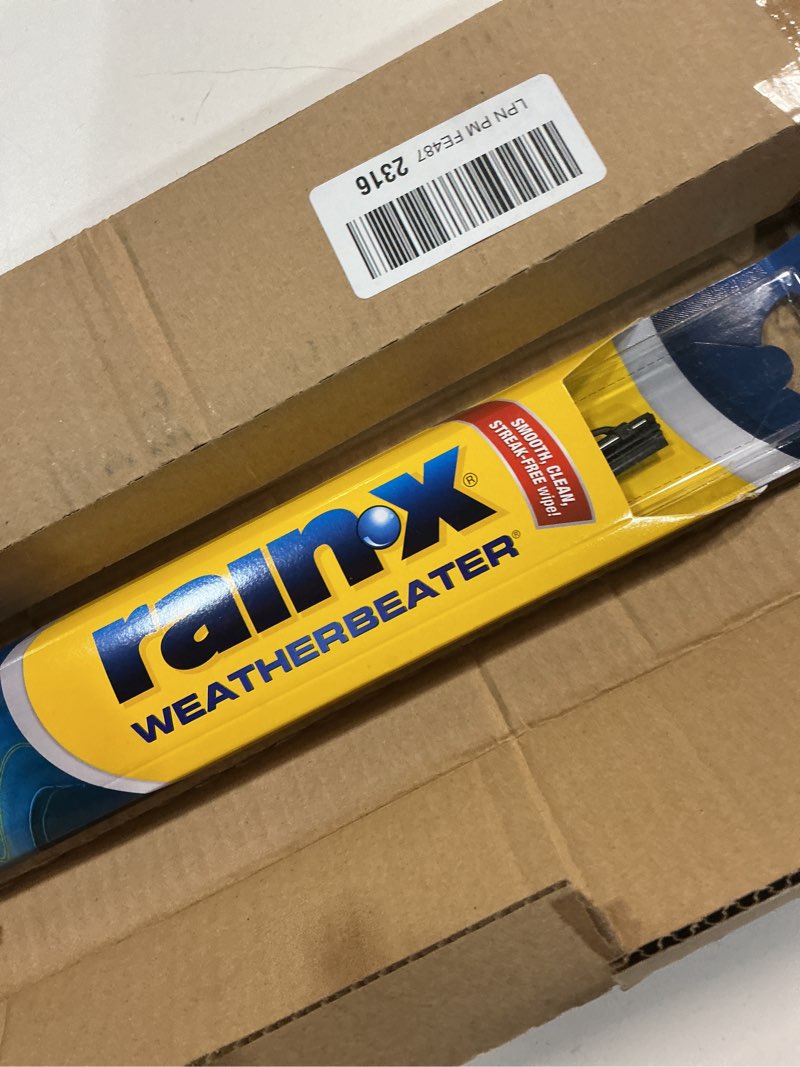 LPN PM FE487 2316
rain-x®
WEATHERBEATER®
SMOOTH, CLEAN,
STREAK-FREE wipe!